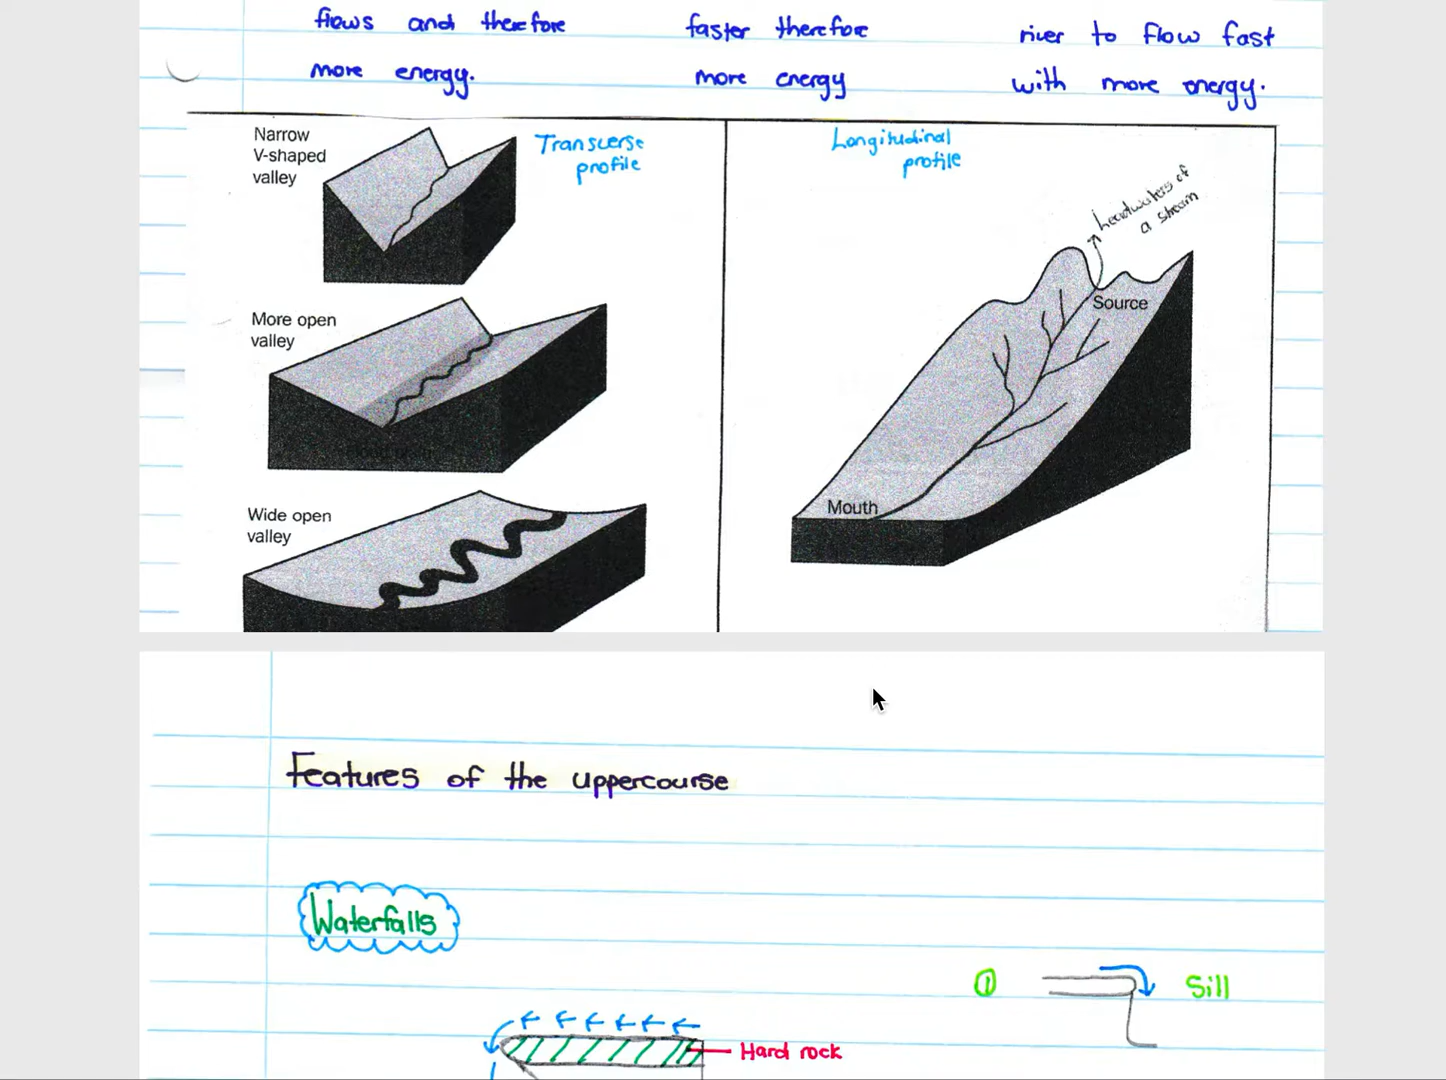 flows and therefore
more energy.
faster therefore
more energy
river to flow fast
with more energy.
Narrow
V-shaped
valley
Transverse
profile
More open
valley
Wide open
valley
Longitudinal
profile
headwaters of
a stream
Source
Mouth
Features of the uppercourse
Waterfalls
① Sill
Hard rock